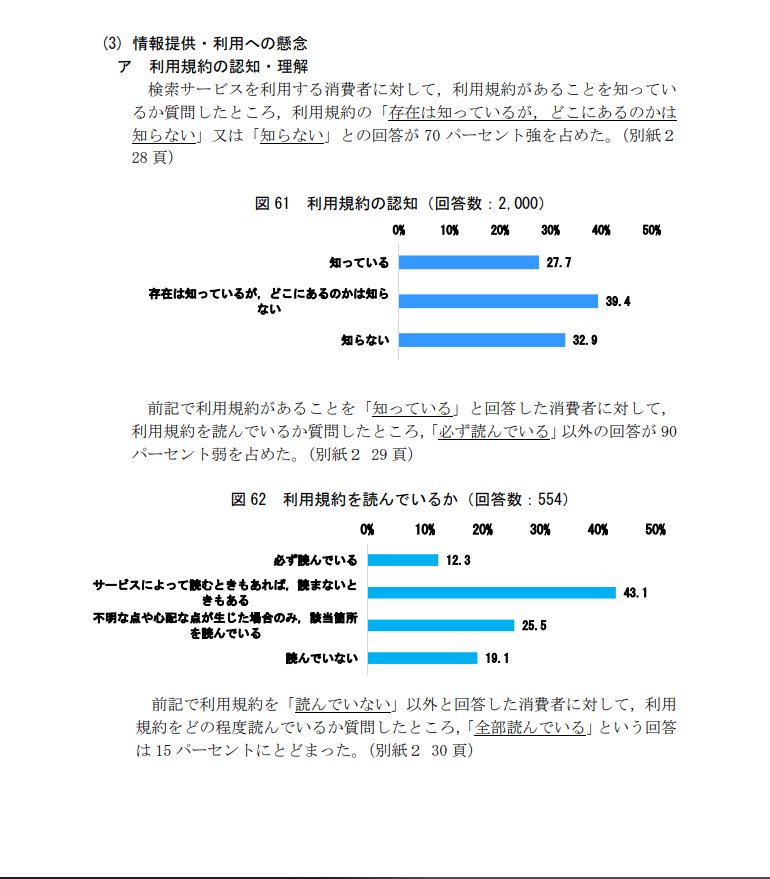 (3) 情報提供・利用への懸念
ア 利用規約の認知・理解
検索サービスを利用する消費者に対して，利用規約があることを知ってい
るか質問したところ，利用規約の「存在は知っているが，どこにあるのかは
知らない」又は「知らない」との回答が 70 パーセント強を占めた。（別紙２
28 頁）
図 61 利用規約の認知（回答数：2,000）
0% 10% 20% 30% 40% 50%
知っている 27.7
存在は知っているが，どこにあるのかは知ら
ない 39.4
知らない 32.9
前記で利用規約があることを「知っている」と回答した消費者に対して，
利用規約を読んでいるか質問したところ，「必ず読んでいる」以外の回答が 90
パーセント弱を占めた。（別紙２ 29 頁）
図 62 利用規約を読んでいるか（回答数：554）
0% 10% 20% 30% 40% 50%
必ず読んでいる 12.3
サービスによって読むときもあれば，読まないと
きもある 43.1
不明な点や心配な点が生じた場合のみ，該当箇所
を読んでいる 25.5
読んでいない 19.1
前記で利用規約を「読んでいない」以外と回答した消費者に対して，利用
規約をどの程度読んでいるか質問したところ，「全部読んでいる」という回答
は 15 パーセントにとどまった。（別紙２ 30 頁）